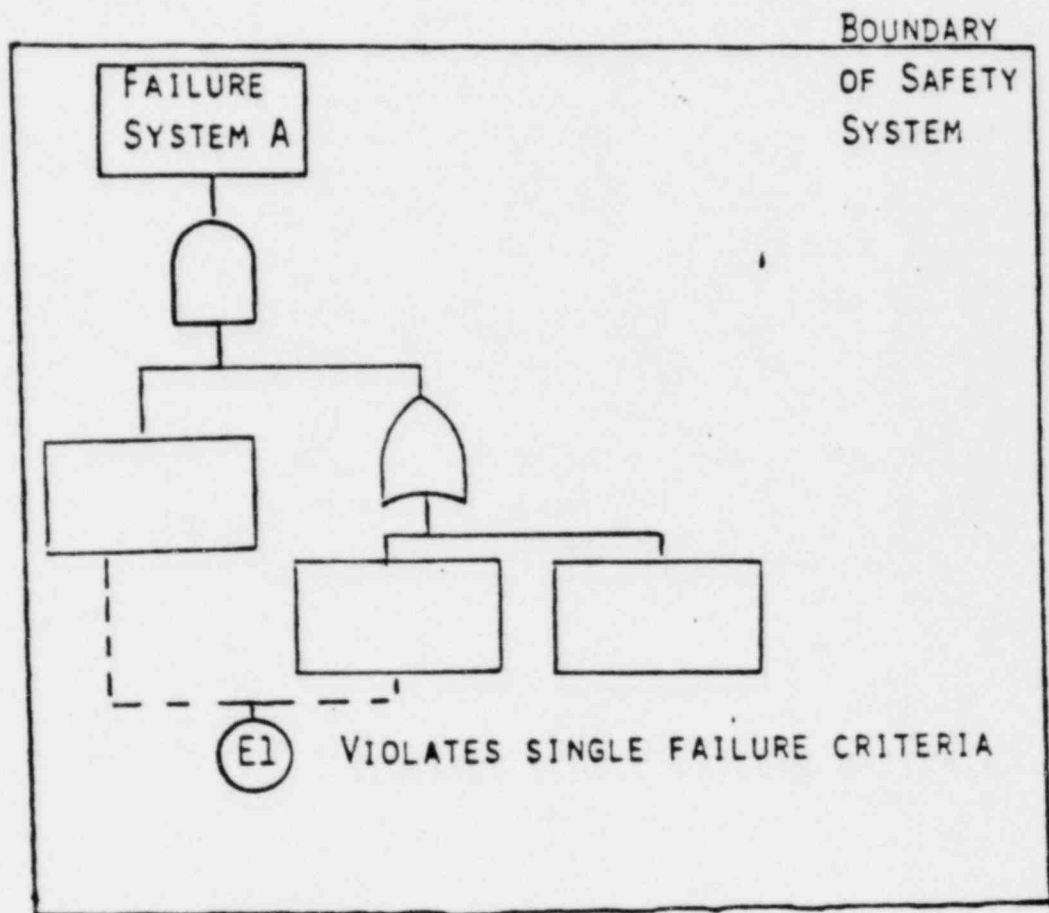 BOUNDARY
OF SAFETY
SYSTEM
FAILURE
SYSTEM A
E1 VIOLATES SINGLE FAILURE CRITERIA